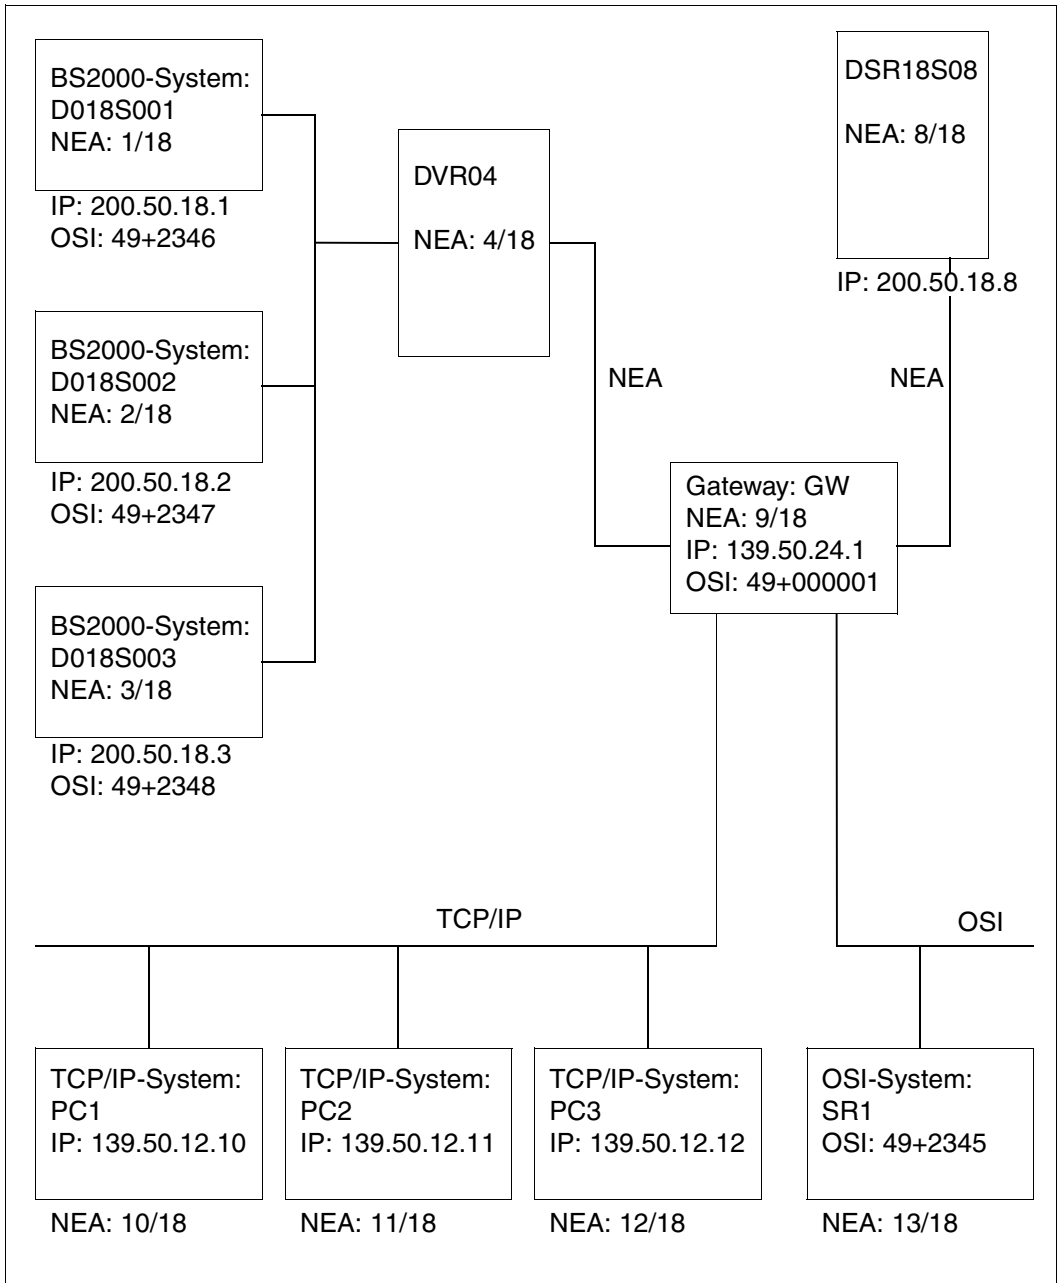 BS2000-System:
D018S001
NEA: 1/18
IP: 200.50.18.1
OSI: 49+2346
BS2000-System:
D018S002
NEA: 2/18
IP: 200.50.18.2
OSI: 49+2347
BS2000-System:
D018S003
NEA: 3/18
IP: 200.50.18.3
OSI: 49+2348
DVR04
NEA: 4/18
DSR18S08
NEA: 8/18
IP: 200.50.18.8
NEA
NEA
Gateway: GW
NEA: 9/18
IP: 139.50.24.1
OSI: 49+000001
TCP/IP
OSI
TCP/IP-System:
PC1
IP: 139.50.12.10
NEA: 10/18
TCP/IP-System:
PC2
IP: 139.50.12.11
NEA: 11/18
TCP/IP-System:
PC3
IP: 139.50.12.12
NEA: 12/18
OSI-System:
SR1
OSI: 49+2345
NEA: 13/18